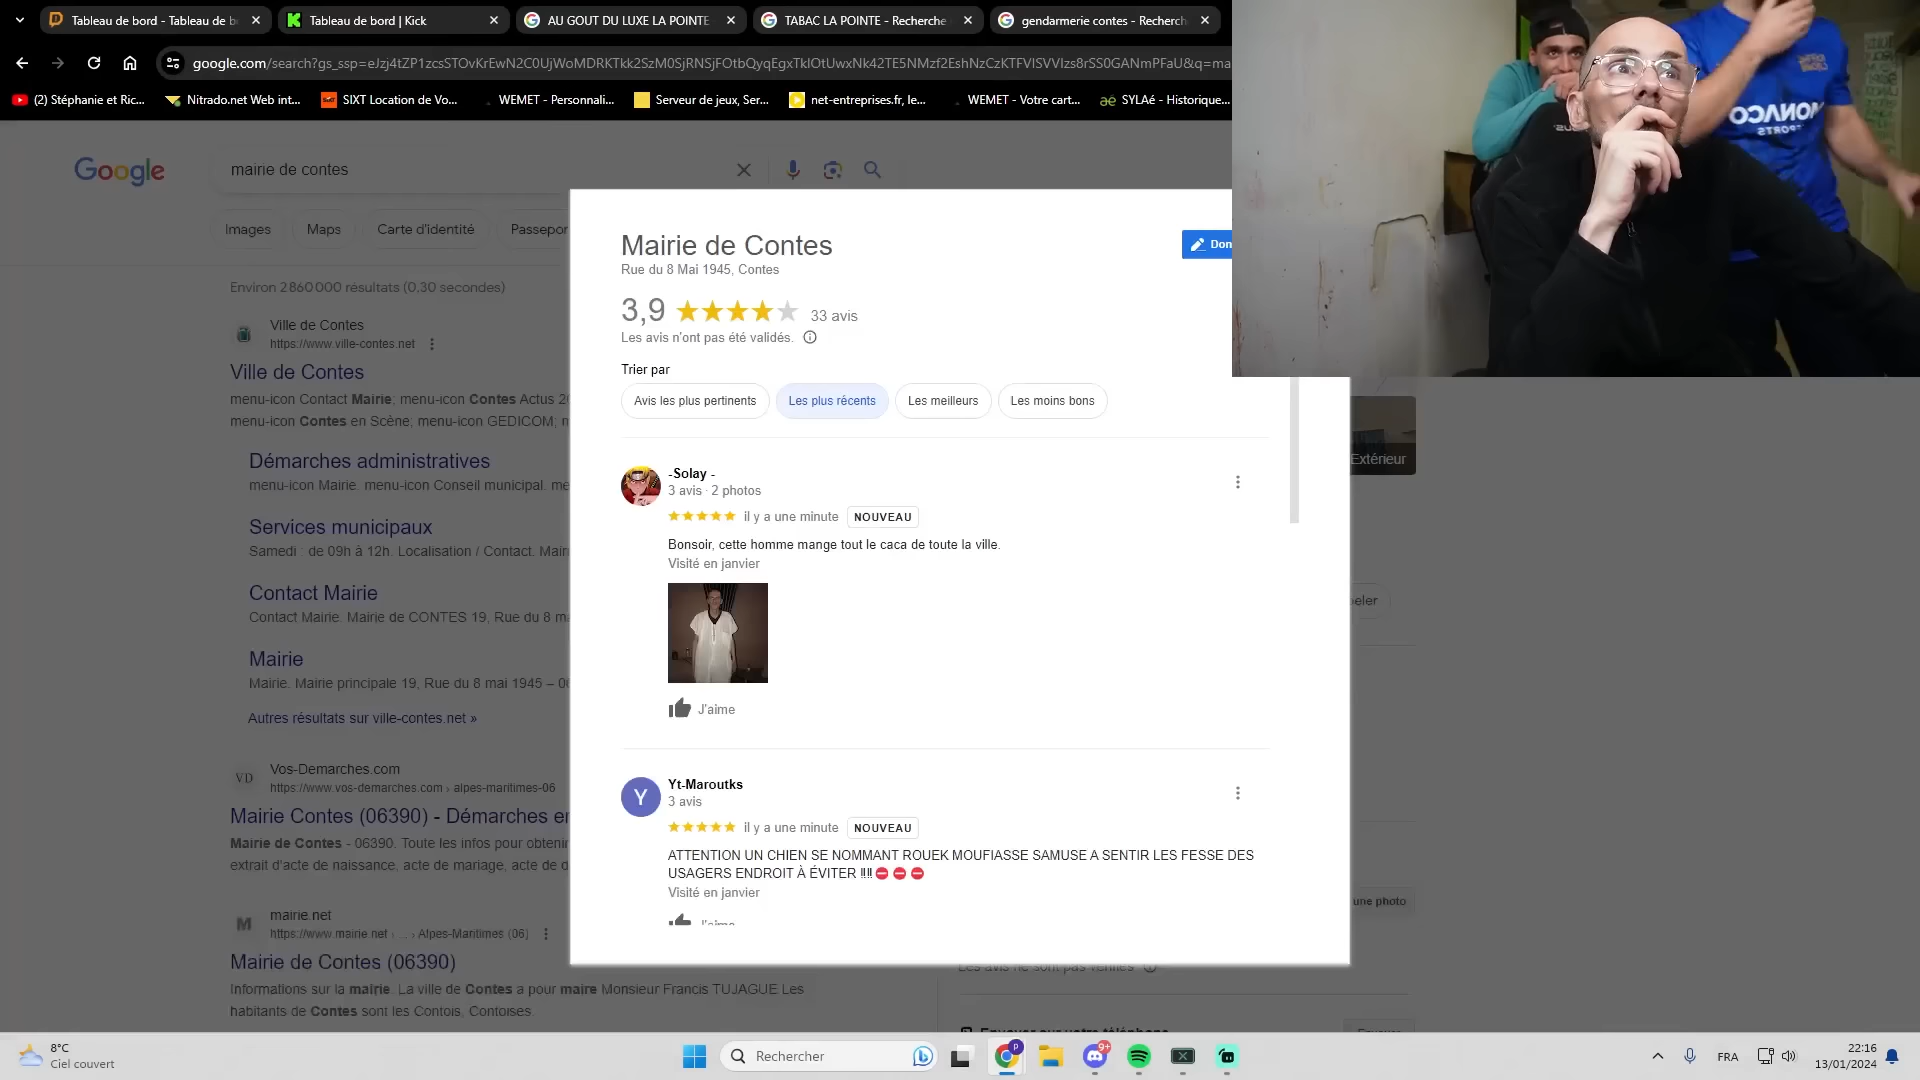 Tableau de bord - Tableau de b
Tableau de bord | Kick
AU GOUT DU LUXE LA POINTE
TABAC LA POINTE - Recherche
gendarmerie contes - Recherch
(2) Stéphanie et Ric...
Nitrado.net Web int...
SIXT Location de Vo...
WEMET - Personnali...
Serveur de jeux, Ser...
net-entreprises.fr, le...
WEMET - Votre cart...
SYLAé - Historique...
MONACO
Google
mairie de contes
Images
Maps
Carte d'identité
Passepor
Environ 2 860 000 résultats (0,30 secondes)
Ville de Contes
https://www.ville-contes.net
Ville de Contes
menu-icon Contact Mairie; menu-icon Contes Actus 2
menu-icon Contes en Scène; menu-icon GEDICOM;
Démarches administratives
menu-icon Mairie. menu-icon Conseil municipal. me
Services municipaux
Samedi : de 09h à 12h. Localisation / Contact. Mairi
Contact Mairie
Contact Mairie. Mairie de CONTES 19, Rue du 8 m
Mairie
Mairie. Mairie principale 19, Rue du 8 mai 1945 –
Autres résultats sur ville-contes.net »
VD
Vos-Demarches.com
https://www.vos-demarches.com › alpes-maritimes-06
Mairie Contes (06390) - Démarches en
Mairie de Contes - 06390. Toute les infos pour obtenir
extrait d'acte de naissance, acte de mariage, acte de d
M
mairie.net
https://www.mairie.net › ... › Alpes-Maritimes (06)
Mairie de Contes (06390)
Informations sur la mairie. La ville de Contes a pour maire Monsieur Francis TUJAGUE Les
habitants de Contes sont les Contois, Contoises.
Mairie de Contes
Rue du 8 Mai 1945, Contes
Don
3,9
33 avis
Les avis n'ont pas été validés.
Trier par
Avis les plus pertinents
Les plus récents
Les meilleurs
Les moins bons
-Solay -
3 avis · 2 photos
il y a une minute
NOUVEAU
Bonsoir, cette homme mange tout le caca de toute la ville.
Visité en janvier
J'aime
Y
Yt-Maroutks
3 avis
il y a une minute
NOUVEAU
ATTENTION UN CHIEN SE NOMMANT ROUEK MOUFIASSE SAMUSE A SENTIR LES FESSE DES
USAGERS ENDROIT À ÉVITER !!!!⛔⛔⛔
Visité en janvier
J'aime
Extérieur
eler
une photo
8°C
Ciel couvert
Rechercher
p
9+
FRA
22:16
13/01/2024